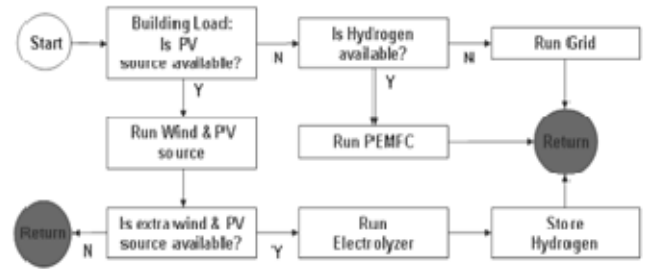 Start
Building Load:
Is PV
source available?
N
Is Hydrogen
available?
N
Run Grid
Y
Y
Run Wind & PV
source
Run PEMFC
Return
Return
N
Is extra wind & PV
source available?
Y
Run
Electrolyzer
Store
Hydrogen